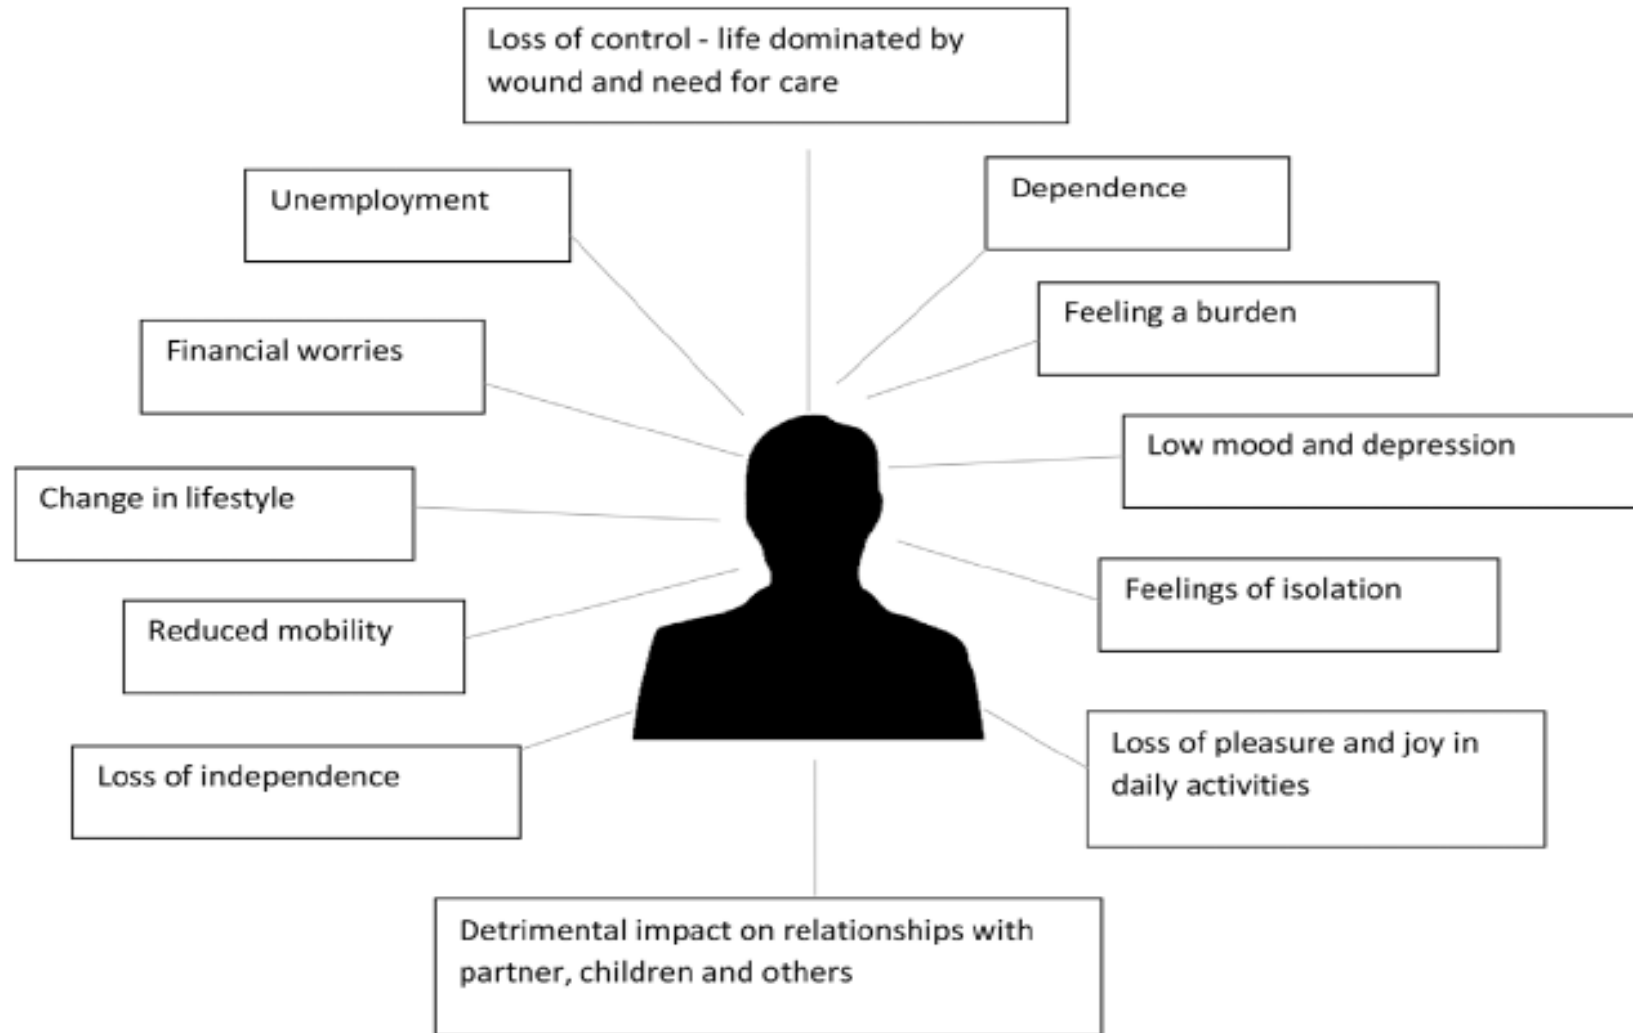 Loss of control - life dominated by
wound and need for care
Unemployment
Dependence
Feeling a burden
Financial worries
Low mood and depression
Change in lifestyle
Feelings of isolation
Reduced mobility
Loss of pleasure and joy in
daily activities
Loss of independence
Detrimental impact on relationships with
partner, children and others